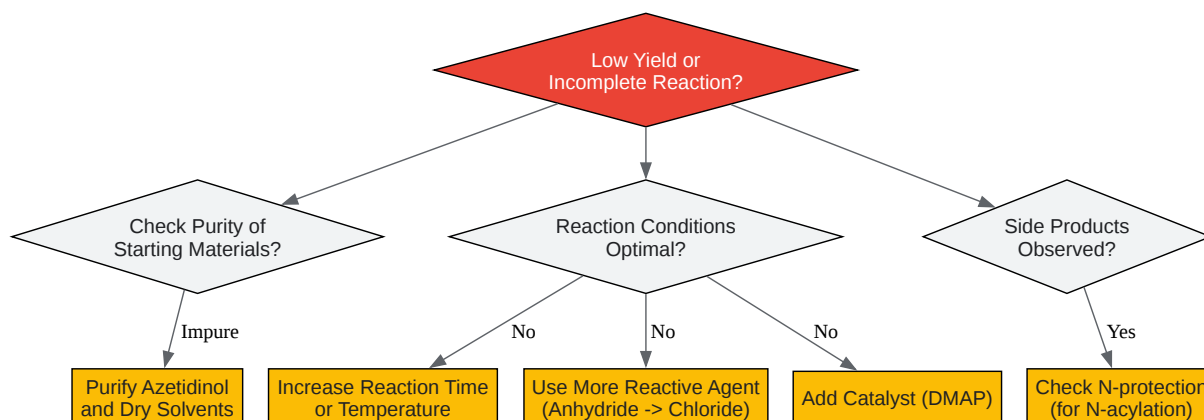 Low Yield or
Incomplete Reaction?
Check Purity of
Starting Materials?
Reaction Conditions
Optimal?
Side Products
Observed?
Impure
No
No
No
Yes
Purify Azetidinol
and Dry Solvents
Increase Reaction Time
or Temperature
Use More Reactive Agent
(Anhydride -> Chloride)
Add Catalyst (DMAP)
Check N-protection
(for N-acylation)